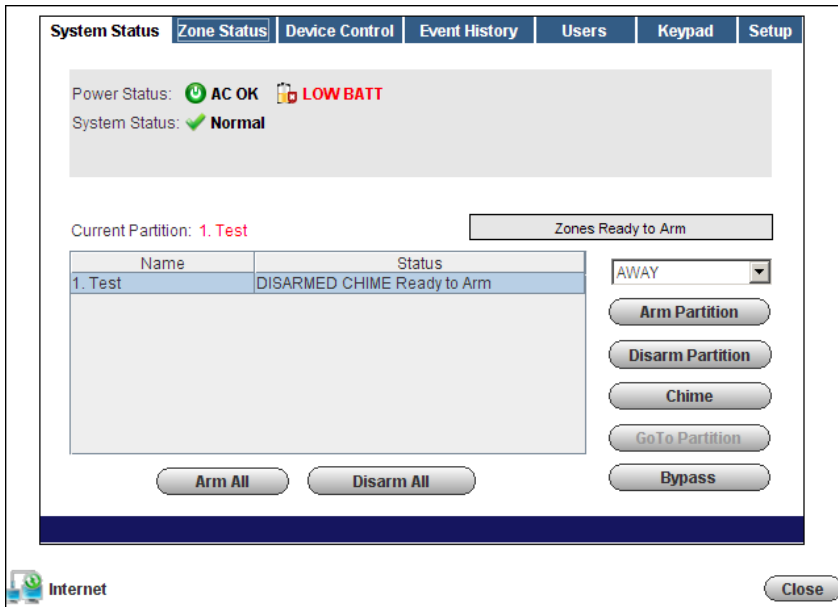 System Status Zone Status Device Control Event History Users Keypad Setup
Power Status: AC OK LOW BATT
System Status: Normal
Current Partition: 1. Test
Zones Ready to Arm
Name Status
1. Test DISARMED CHIME Ready to Arm
AWAY
Arm Partition
Disarm Partition
Chime
GoTo Partition
Bypass
Arm All Disarm All
Internet Close